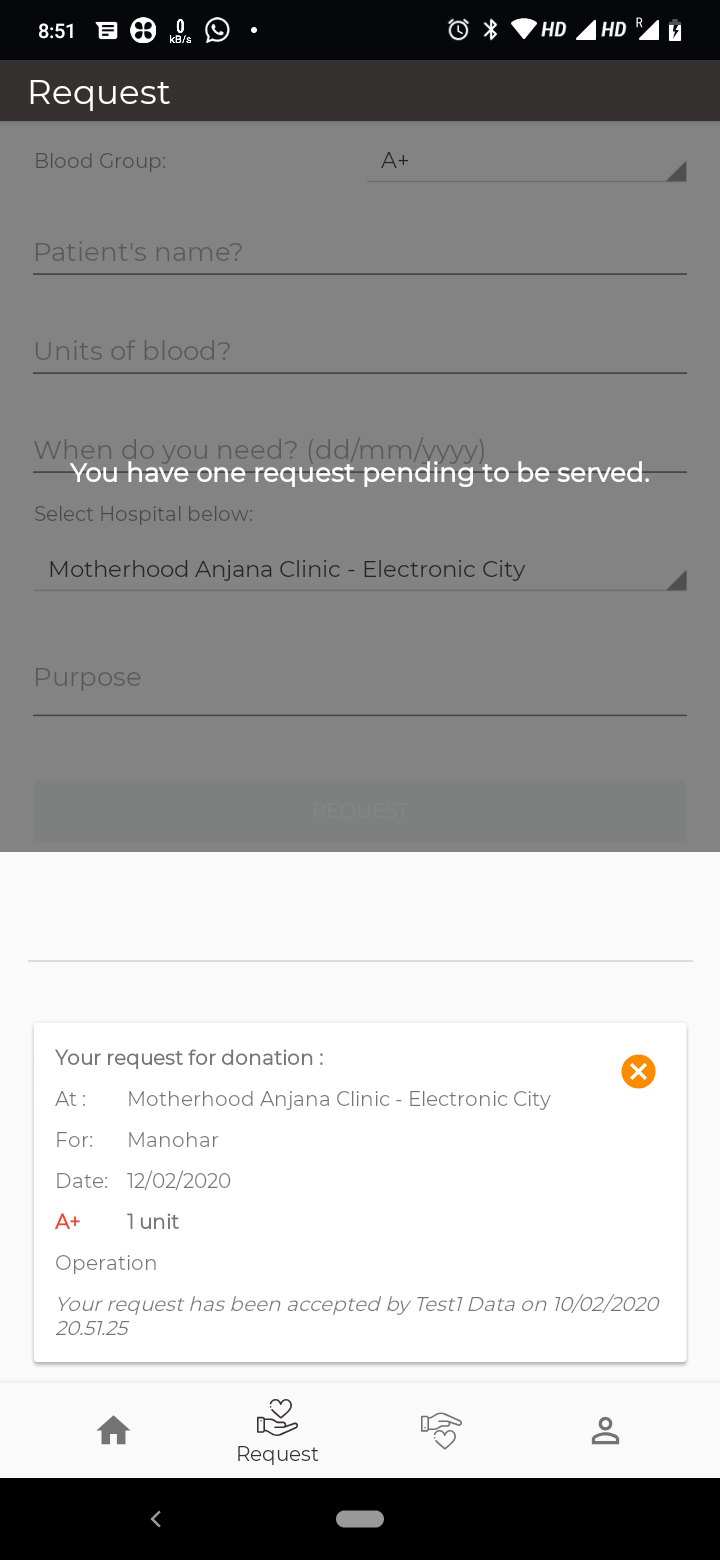 8:51
0
kB/s
HD
HD
R
Request
Blood Group:
A+
Patient's name?
Units of blood?
When do you need? (dd/mm/yyyy)
You have one request pending to be served.
Select Hospital below:
Motherhood Anjana Clinic - Electronic City
Purpose
REQUEST
Your request for donation :
At : Motherhood Anjana Clinic - Electronic City
For: Manohar
Date: 12/02/2020
A+ 1 unit
Operation
Your request has been accepted by Test1 Data on 10/02/2020
20.51.25
Request